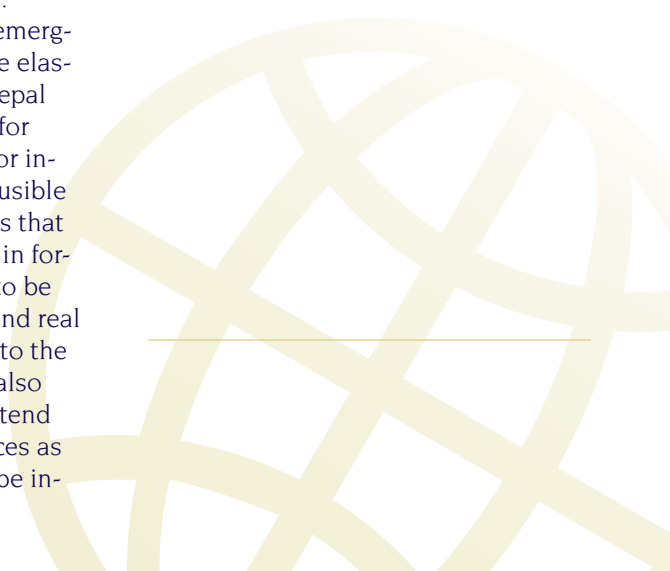 .
emerg-
e elas-
epal
for
or in-
usible
s that
in for-
to be
nd real
to the
also
tend
ces as
be in-